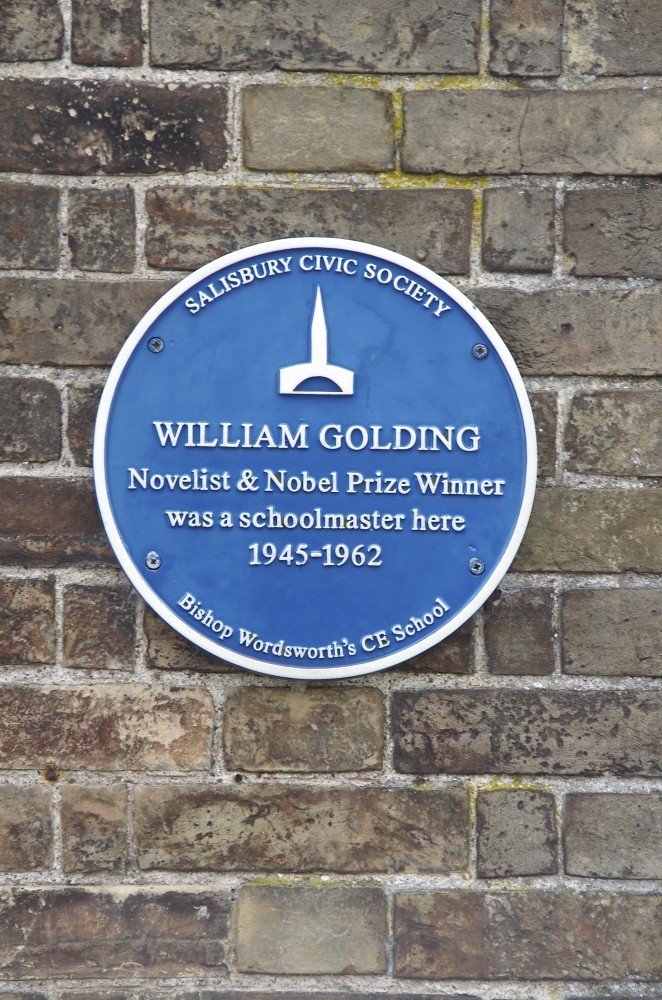 SALISBURY CIVIC SOCIETY
WILLIAM GOLDING
Novelist & Nobel Prize Winner
was a schoolmaster here
1945-1962
Bishop Wordsworth's CE School